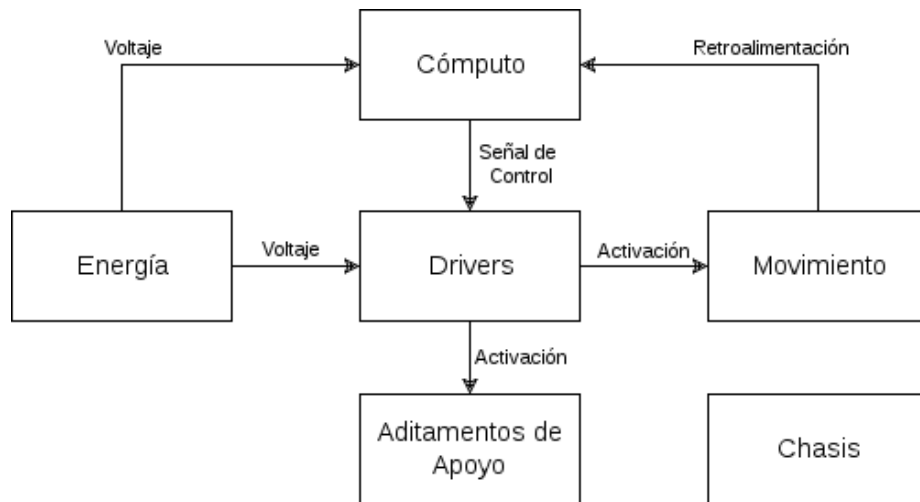 Voltaje
Retroalimentación
Cómputo
Señal de
Control
Energía
Voltaje
Drivers
Activación
Movimiento
Activación
Aditamentos de
Apoyo
Chasis